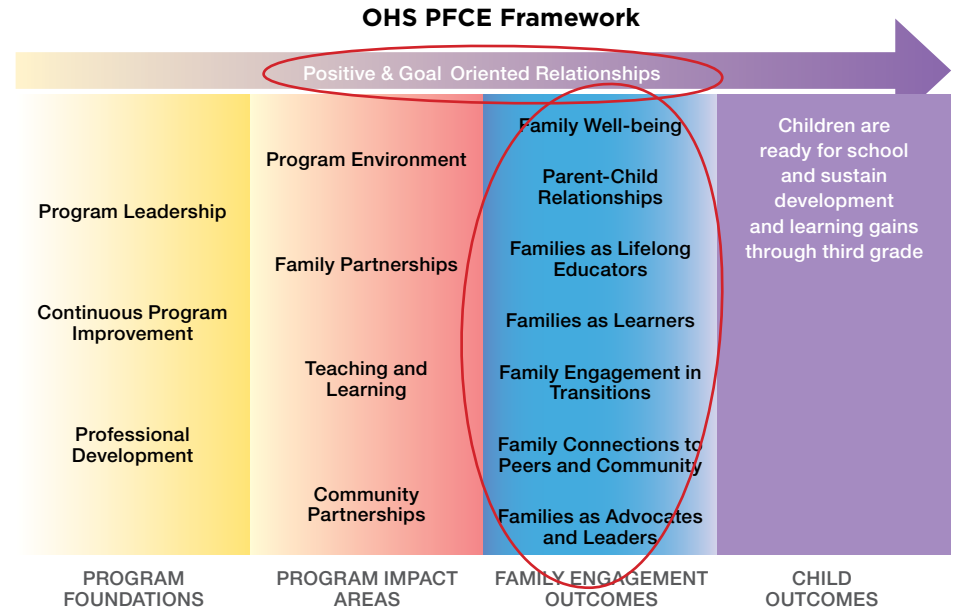 OHS PFCE Framework
Positive & Goal Oriented Relationships
Program Leadership
Continuous Program
Improvement
Professional
Development
Program Environment
Family Partnerships
Teaching and
Learning
Community
Partnerships
Family Well-being
Parent-Child
Relationships
Families as Lifelong
Educators
Families as Learners
Family Engagement in
Transitions
Family Connections to
Peers and Community
Families as Advocates
and Leaders
Children are
ready for school
and sustain
development
and learning gains
through third grade
PROGRAM
FOUNDATIONS
PROGRAM IMPACT
AREAS
FAMILY ENGAGEMENT
OUTCOMES
CHILD
OUTCOMES